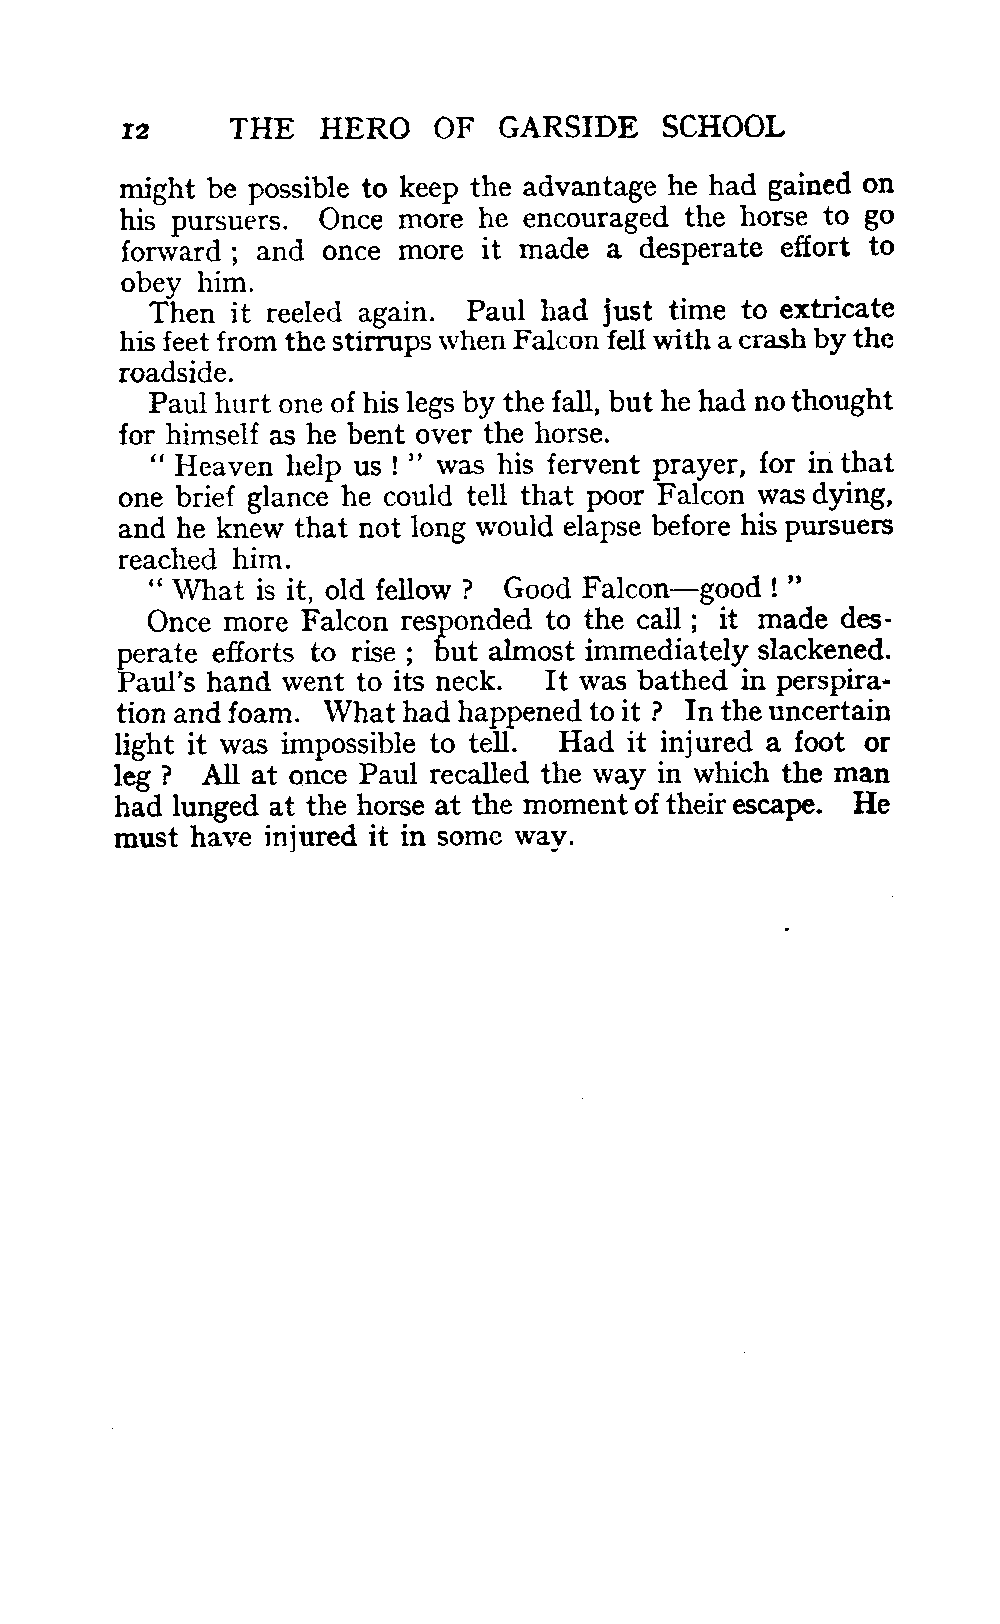 12 THE HERO OF GARSIDE SCHOOL
might be possible to keep the advantage he had gained on
his pursuers. Once more he encouraged the horse to go
forward ; and once more it made a desperate effort to
obey him.
Then it reeled again. Paul had just time to extricate
his feet from the stirrups when Falcon fell with a crash by the
roadside.
Paul hurt one of his legs by the fall, but he had no thought
for himself as he bent over the horse.
“ Heaven help us ! ” was his fervent prayer, for in that
one brief glance he could tell that poor Falcon was dying,
and he knew that not long would elapse before his pursuers
reached him.
“ What is it, old fellow ? Good Falcon—good ! ”
Once more Falcon responded to the call ; it made des-
perate efforts to rise ; but almost immediately slackened.
Paul's hand went to its neck. It was bathed in perspira-
tion and foam. What had happened to it ? In the uncertain
light it was impossible to tell. Had it injured a foot or
leg ? All at once Paul recalled the way in which the man
had lunged at the horse at the moment of their escape. He
must have injured it in some way.